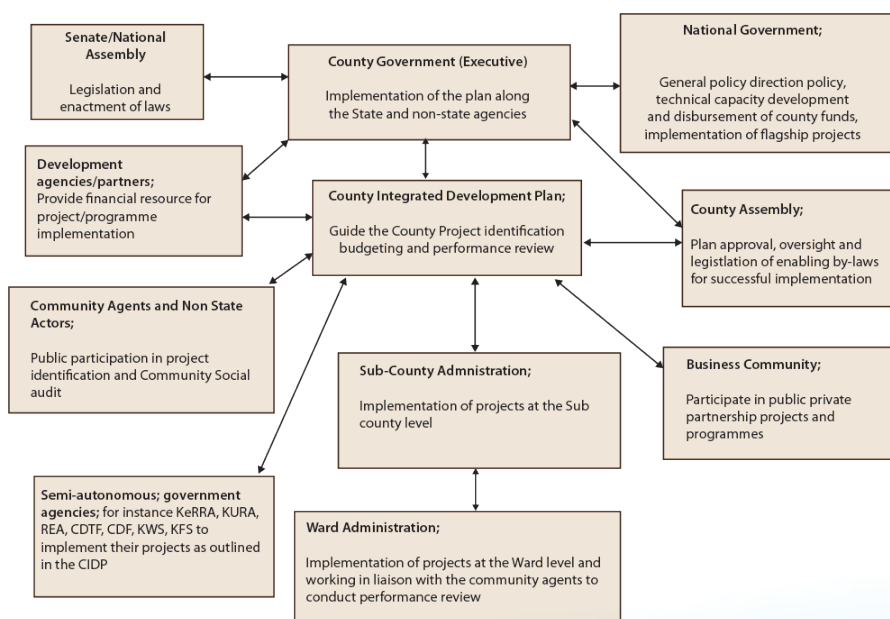 Senate/National
Assembly
Legislation and
enactment of laws
County Government (Executive)
Implementation of the plan along
the State and non-state agencies
National Government;
General policy direction policy,
technical capacity development
and disbursement of county funds,
implementation of flagship projects
Development
agencies/partners;
Provide financial resource for
project/programme
implementation
County Integrated Development Plan;
Guide the County Project identification
budgeting and performance review
County Assembly;
Plan approval, oversight and
legistlation of enabling by-laws
for successful implementation
Community Agents and Non State
Actors;
Public participation in project
identification and Community Social
audit
Sub-County Admnistration;
Implementation of projects at the Sub
county level
Business Community;
Participate in public private
partnership projects and
programmes
Semi-autonomous; government
agencies; for instance KeRRA, KURA,
REA, CDTF, CDF, KWS, KFS to
implement their projects as outlined
in the CIDP
Ward Administration;
Implementation of projects at the Ward level and
working in liaison with the community agents to
conduct performance review